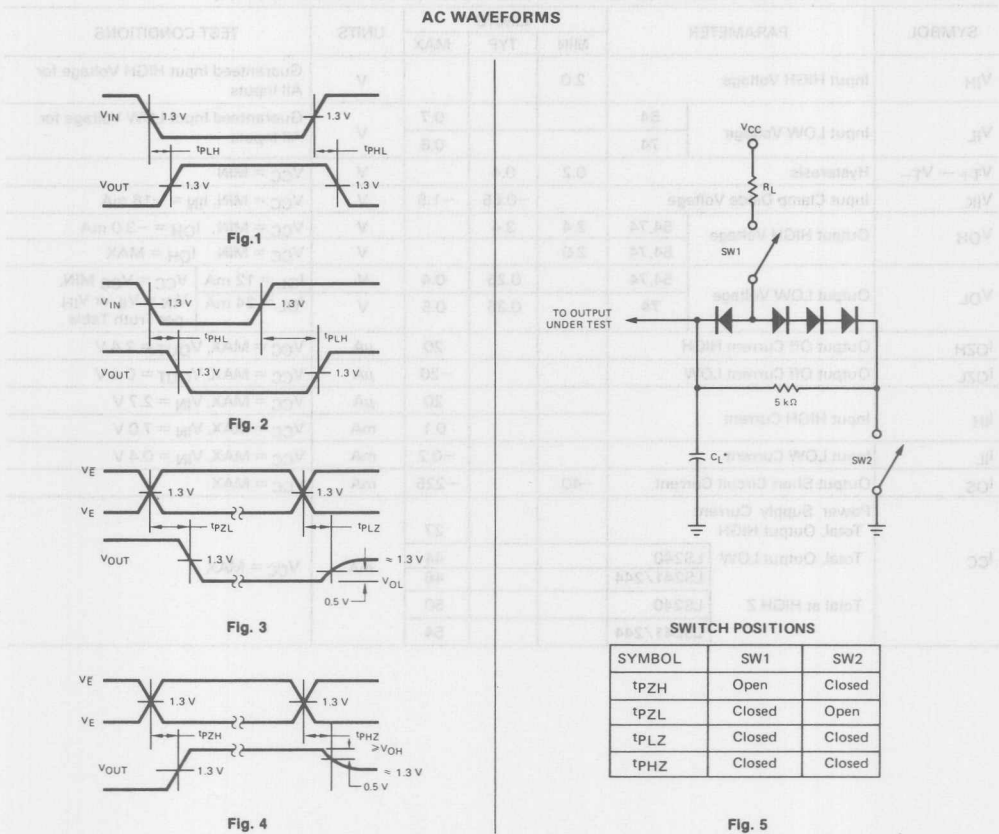 AC WAVEFORMS
VIN
1.3 V
1.3 V
tPLH
tPHL
VOUT
1.3 V
1.3 V
Fig.1
VIN
1.3 V
1.3 V
tPHL
tPLH
VOUT
1.3 V
1.3 V
Fig. 2
VE
VE
1.3 V
1.3 V
tPZL
tPLZ
VOUT
1.3 V
≈ 1.3 V
VOL
0.5 V
Fig. 3
VE
VE
1.3 V
1.3 V
tPZH
tPHZ
≥VOH
VOUT
1.3 V
≈ 1.3 V
0.5 V
Fig. 4
VCC
RL
SW1
TO OUTPUT
UNDER TEST
5 kΩ
CL*
SW2
SWITCH POSITIONS
SYMBOL SW1 SW2
tPZH Open Closed
tPZL Closed Open
tPLZ Closed Closed
tPHZ Closed Closed
Fig. 5